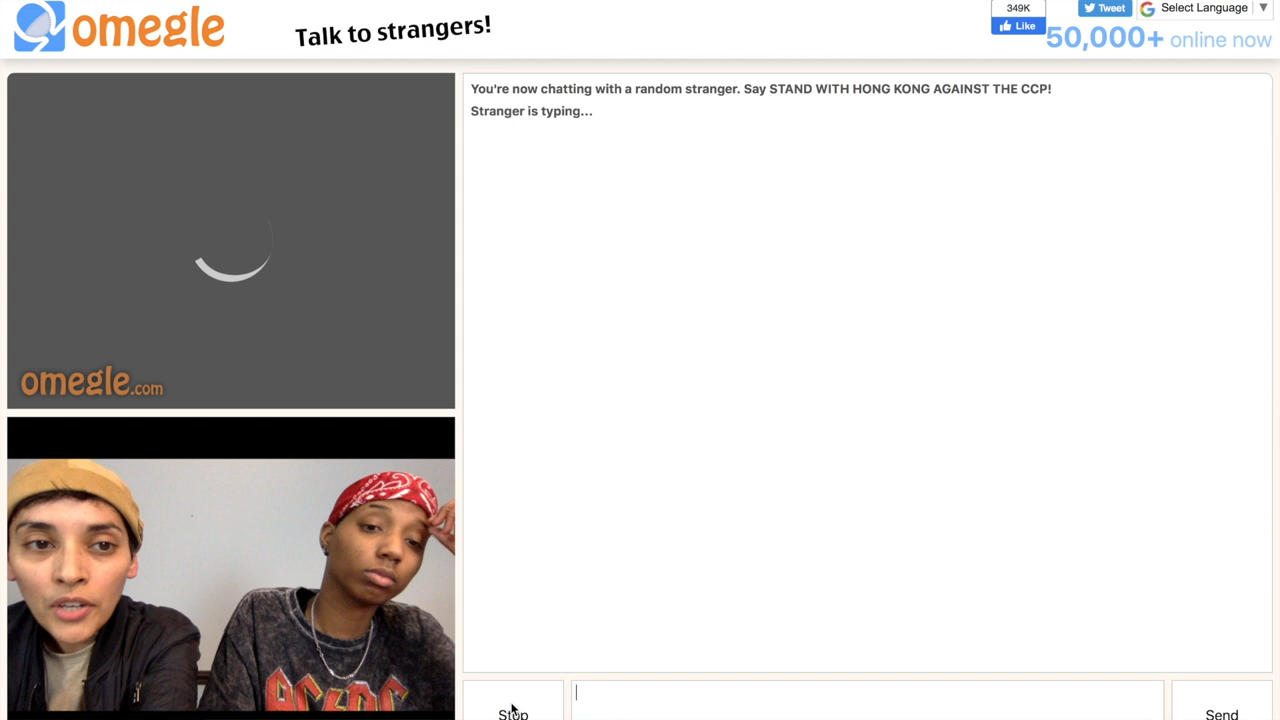 omegle
Talk to strangers!
349K
Like
Tweet
Select Language ▼
50,000+ online now
You're now chatting with a random stranger. Say STAND WITH HONG KONG AGAINST THE CCP!
Stranger is typing...
omegle.com
AC/DC
Stop
Send